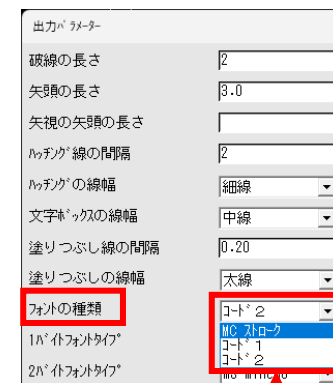 出力ﾊﾟﾗﾒｰﾀｰ
破線の長さ 2
矢頭の長さ 3.0
矢視の矢頭の長さ
ﾊｯﾁﾝｸﾞ線の間隔 2
ﾊｯﾁﾝｸﾞの線幅 細線
文字ﾎﾞｯｸｽの線幅 中線
塗りつぶし線の間隔 0.20
塗りつぶしの線幅 太線
ﾌｫﾝﾄの種類 ｺｰﾄﾞ2
MC ｽﾄﾛｰｸ
ｺｰﾄﾞ1
ｺｰﾄﾞ2
1ﾊﾞｲﾄﾌｫﾝﾄﾀｲﾌﾟ
2ﾊﾞｲﾄﾌｫﾝﾄﾀｲﾌﾟ